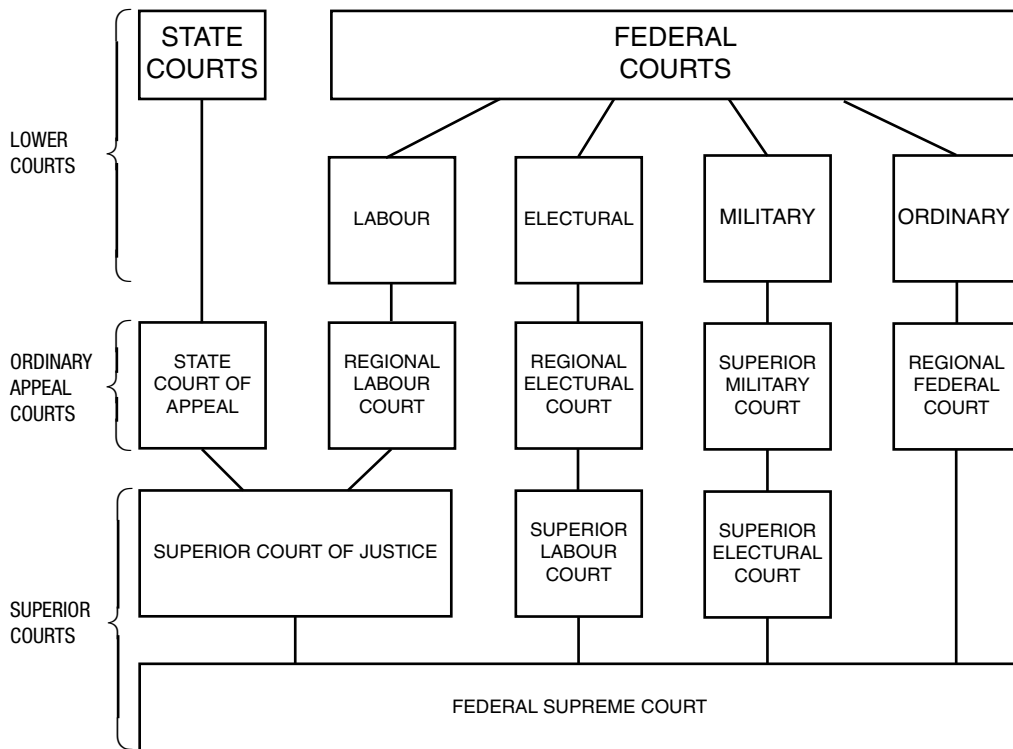 STATE
COURTS
FEDERAL
COURTS
LOWER
COURTS
LABOUR
ELECTURAL
MILITARY
ORDINARY
ORDINARY
APPEAL
COURTS
STATE
COURT OF
APPEAL
REGIONAL
LABOUR
COURT
REGIONAL
ELECTURAL
COURT
SUPERIOR
MILITARY
COURT
REGIONAL
FEDERAL
COURT
SUPERIOR
COURTS
SUPERIOR COURT OF JUSTICE
SUPERIOR
LABOUR
COURT
SUPERIOR
ELECTURAL
COURT
FEDERAL SUPREME COURT